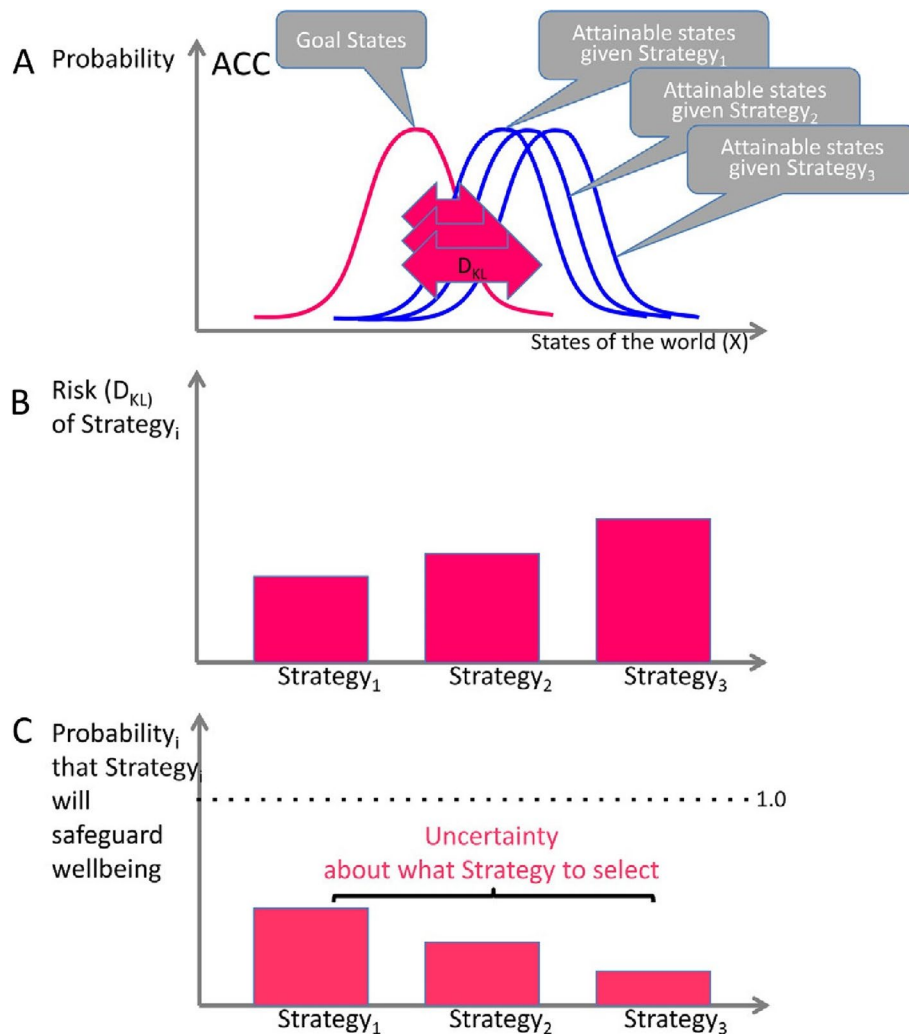 A Probability
ACC
Goal States
Attainable states
given Strategy₁
Attainable states
given Strategy₂
Attainable states
given Strategy₃
D_KL
States of the world (X)
B Risk (D_KL)
of Strategyᵢ
Strategy₁ Strategy₂ Strategy₃
C Probabilityᵢ
that Strategyᵢ
will
safeguard
wellbeing
1.0
Uncertainty
about what Strategy to select
Strategy₁ Strategy₂ Strategy₃